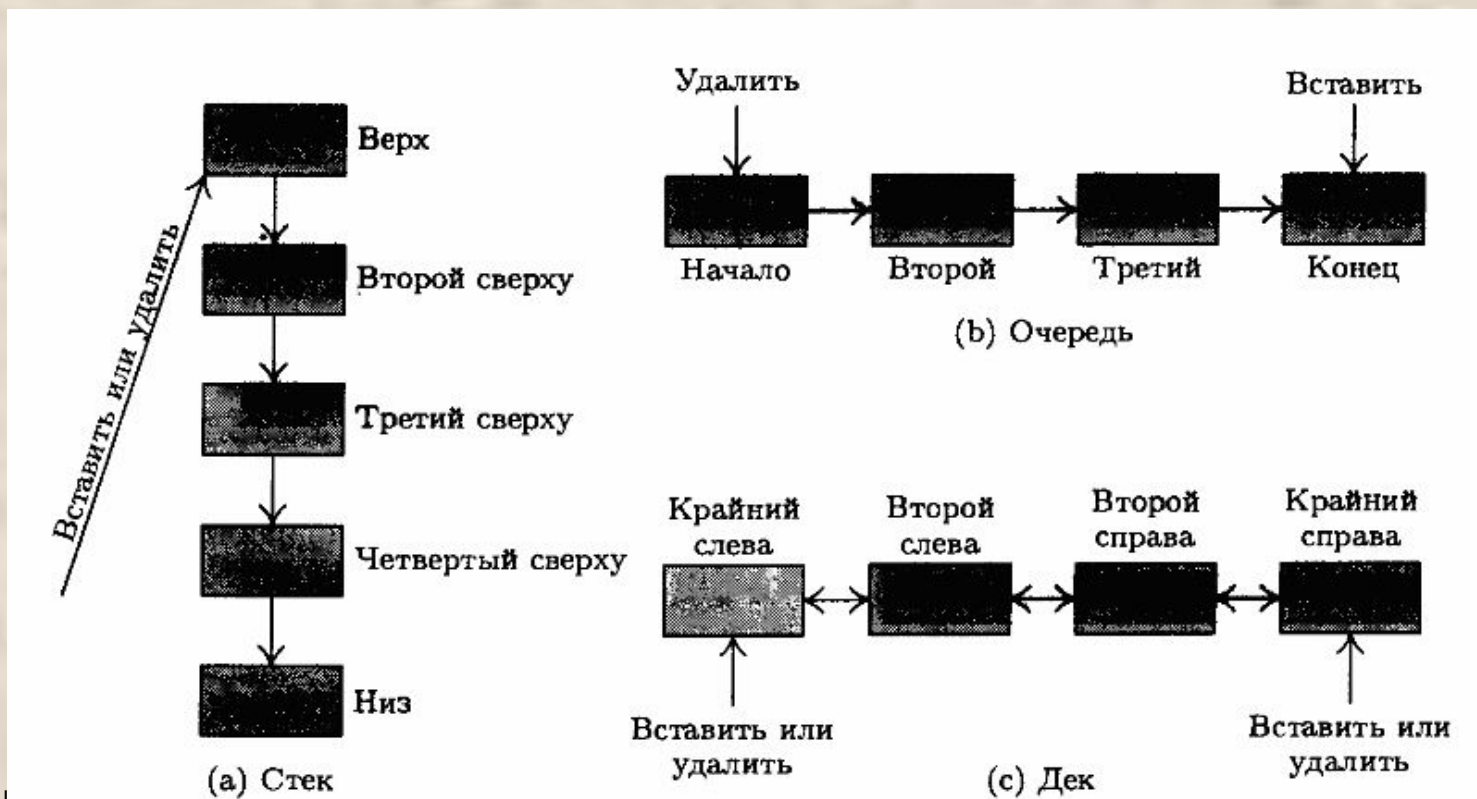 Верх
Второй сверху
Третий сверху
Четвертый сверху
Низ
Вставить или удалить
(a) Стек
Удалить
Вставить
Начало
Второй
Третий
Конец
(b) Очередь
Крайний
слева
Второй
слева
Второй
справа
Крайний
справа
Вставить или
удалить
Вставить или
удалить
(c) Дек